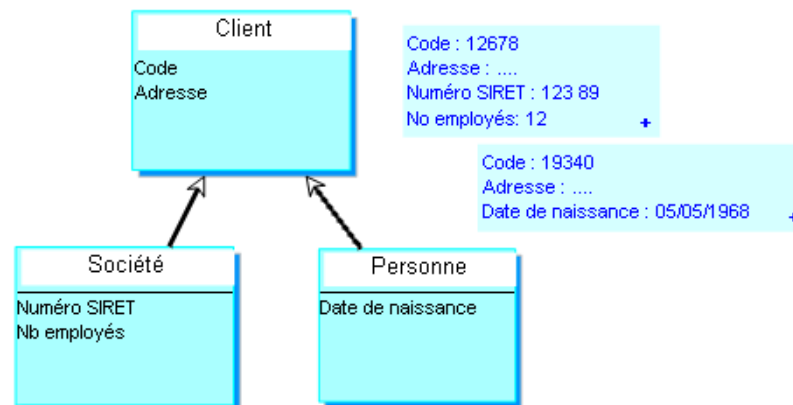 Client
Code
Adresse
Code : 12678
Adresse : ....
Numéro SIRET : 123 89
No employés: 12
Code : 19340
Adresse : ....
Date de naissance : 05/05/1968
Société
Numéro SIRET
Nb employés
Personne
Date de naissance